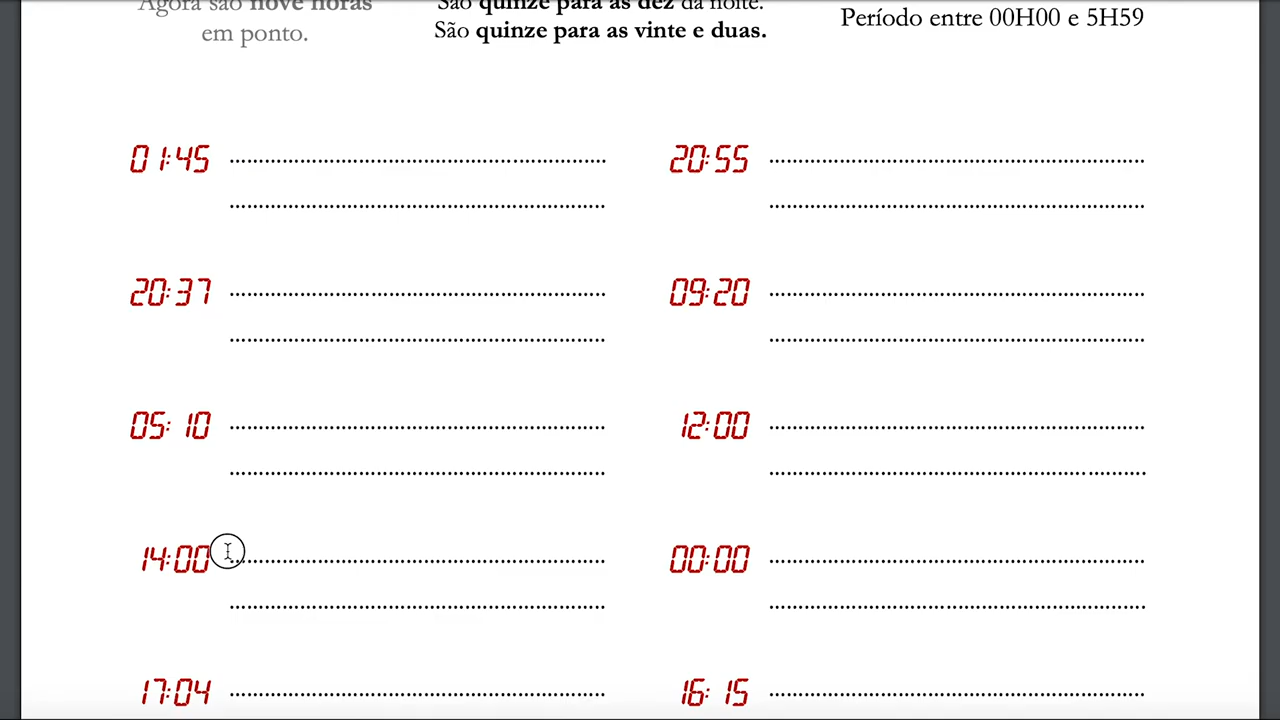 Agora são nove horas
em ponto.
São quinze para as dez da noite.
São quinze para as vinte e duas.
Período entre 00H00 e 5H59
01:45
20:55
20:37
09:20
05:10
12:00
14:00
00:00
17:04
16:15